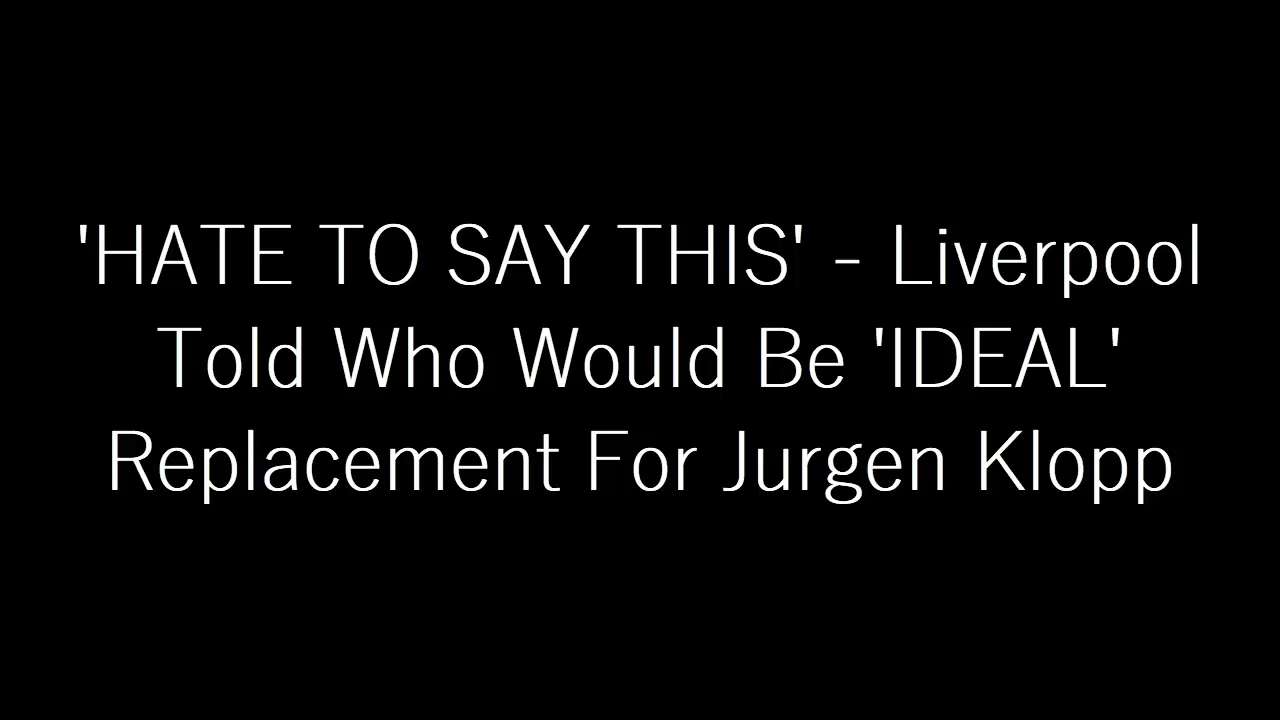 'HATE TO SAY THIS' - Liverpool
Told Who Would Be 'IDEAL'
Replacement For Jurgen Klopp